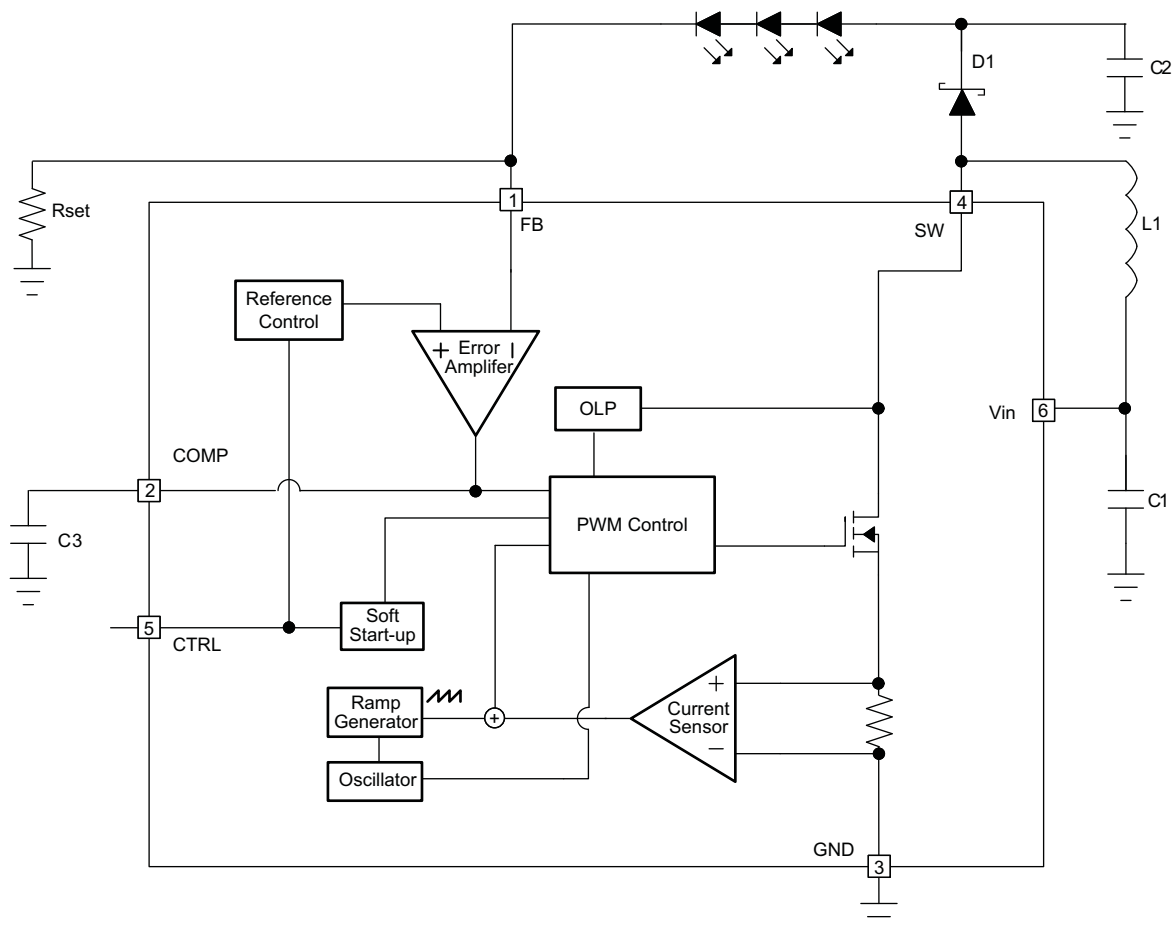 D1
C2
Rset
1
FB
4
SW
L1
Reference
Control
+ Error −
Amplifer
OLP
Vin
6
COMP
2
PWM Control
C1
C3
Soft
Start-up
5
CTRL
+
Ramp
Generator
+
Current
Sensor
−
Oscillator
GND
3